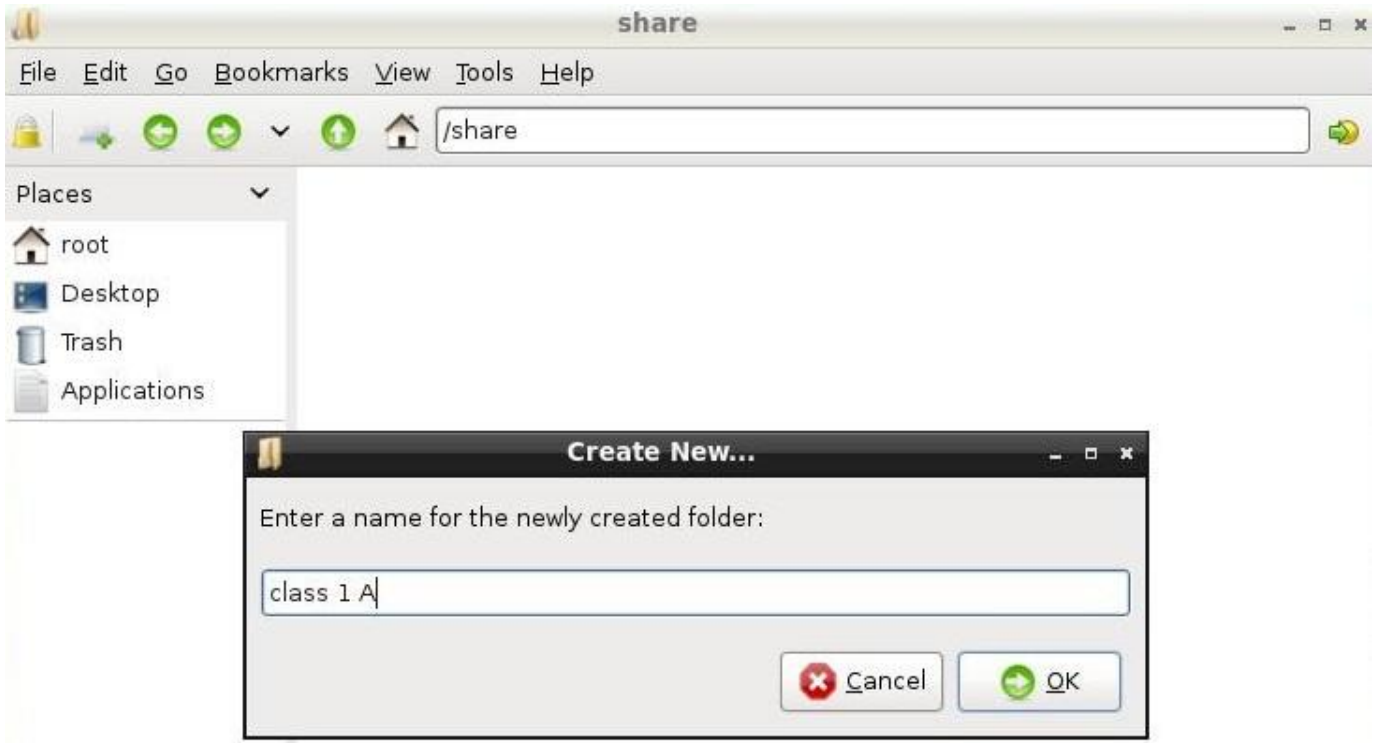 share
File Edit Go Bookmarks View Tools Help
/share
Places
root
Desktop
Trash
Applications
Create New...
Enter a name for the newly created folder:
class 1 A
Cancel OK